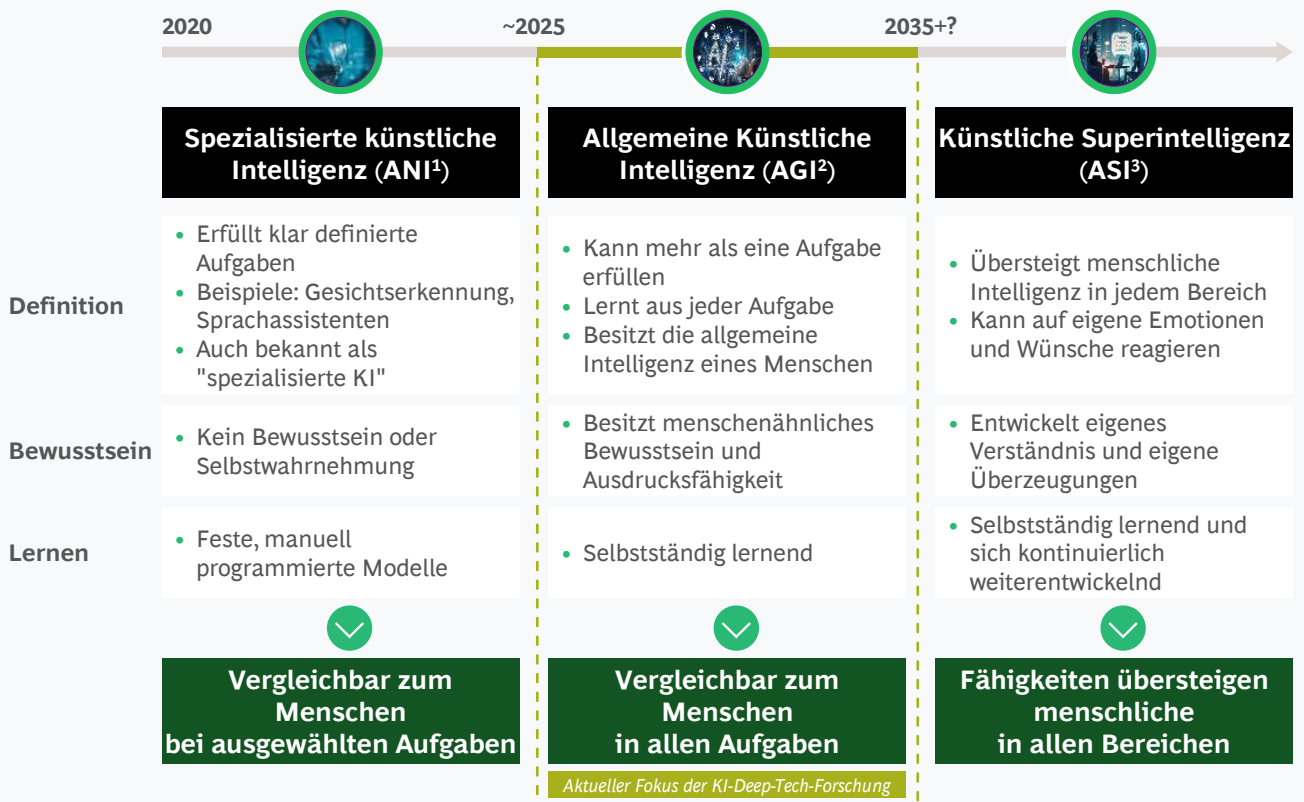 2020
~2025
2035+?
Spezialisierte künstliche
Intelligenz (ANI¹)
Allgemeine Künstliche
Intelligenz (AGI²)
Künstliche Superintelligenz
(ASI³)
Definition
• Erfüllt klar definierte
Aufgaben
• Beispiele: Gesichtserkennung,
Sprachassistenten
• Auch bekannt als
"spezialisierte KI"
• Kann mehr als eine Aufgabe
erfüllen
• Lernt aus jeder Aufgabe
• Besitzt die allgemeine
Intelligenz eines Menschen
• Übersteigt menschliche
Intelligenz in jedem Bereich
• Kann auf eigene Emotionen
und Wünsche reagieren
Bewusstsein
• Kein Bewusstsein oder
Selbstwahrnehmung
• Besitzt menschenähnliches
Bewusstsein und
Ausdrucksfähigkeit
• Entwickelt eigenes
Verständnis und eigene
Überzeugungen
Lernen
• Feste, manuell
programmierte Modelle
• Selbstständig lernend
• Selbstständig lernend und
sich kontinuierlich
weiterentwickelnd
Vergleichbar zum
Menschen
bei ausgewählten Aufgaben
Vergleichbar zum
Menschen
in allen Aufgaben
Fähigkeiten übersteigen
menschliche
in allen Bereichen
Aktueller Fokus der KI-Deep-Tech-Forschung